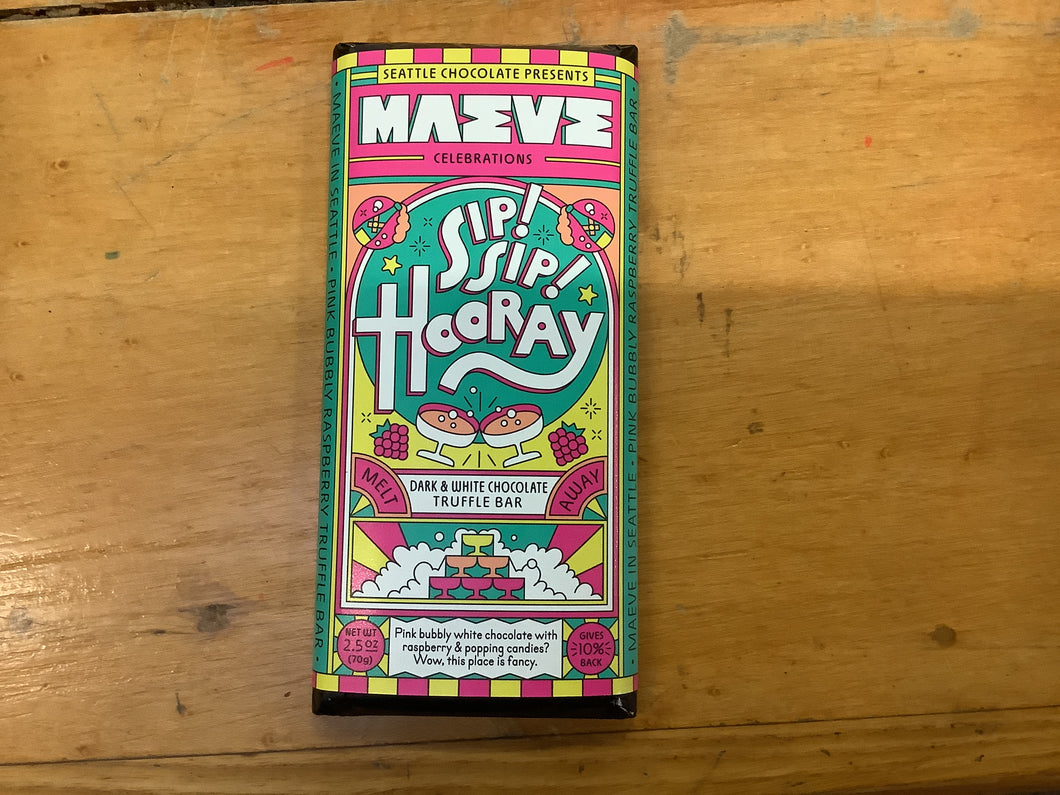 SEATTLE CHOCOLATE PRESENTS
MAEVE
CELEBRATIONS
SIP!
SIP!
HOORAY
MELT
AWAY
DARK & WHITE CHOCOLATE
TRUFFLE BAR
NET WT
2.5 OZ
(70g)
Pink bubbly white chocolate with
raspberry & popping candies?
Wow, this place is fancy.
GIVES
10%
BACK
• MAEVE IN SEATTLE • PINK BUBBLY RASPBERRY TRUFFLE BAR •
• MAEVE IN SEATTLE • PINK BUBBLY RASPBERRY TRUFFLE BAR •